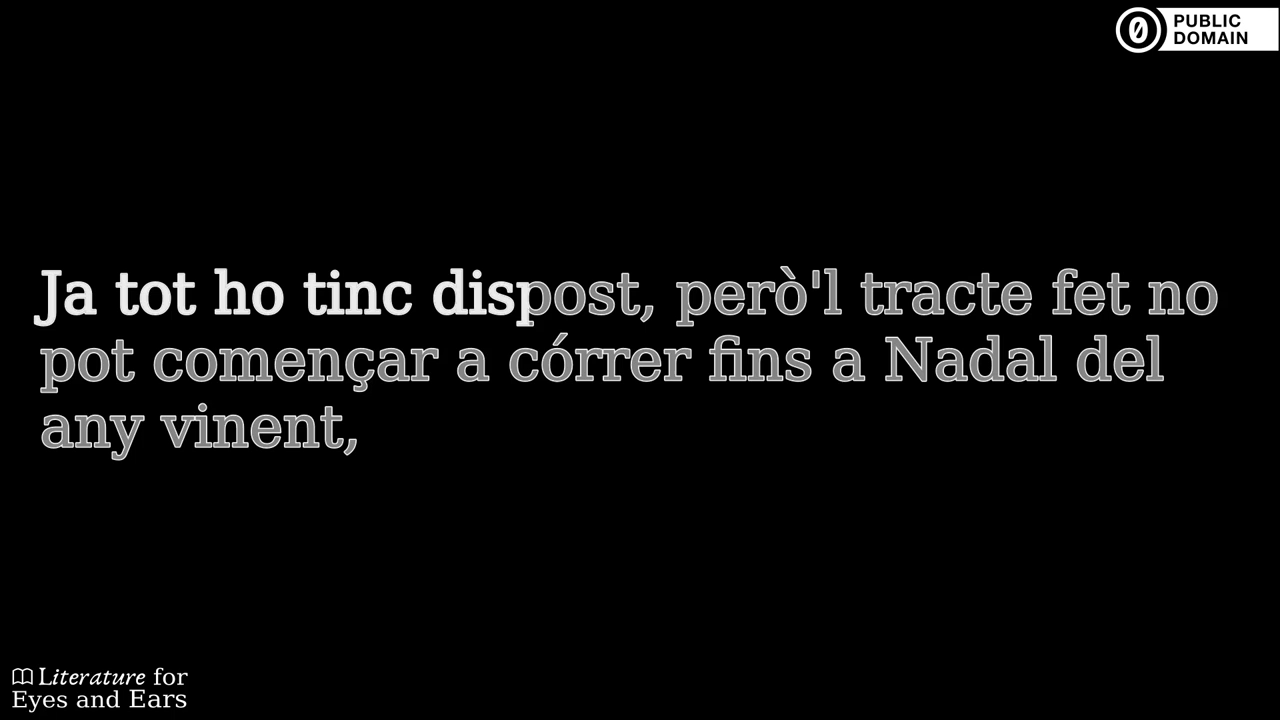 PUBLIC
DOMAIN
Ja tot ho tinc dispost, però'l tracte fet no
pot començar a córrer fins a Nadal del
any vinent,
Literature for
Eyes and Ears